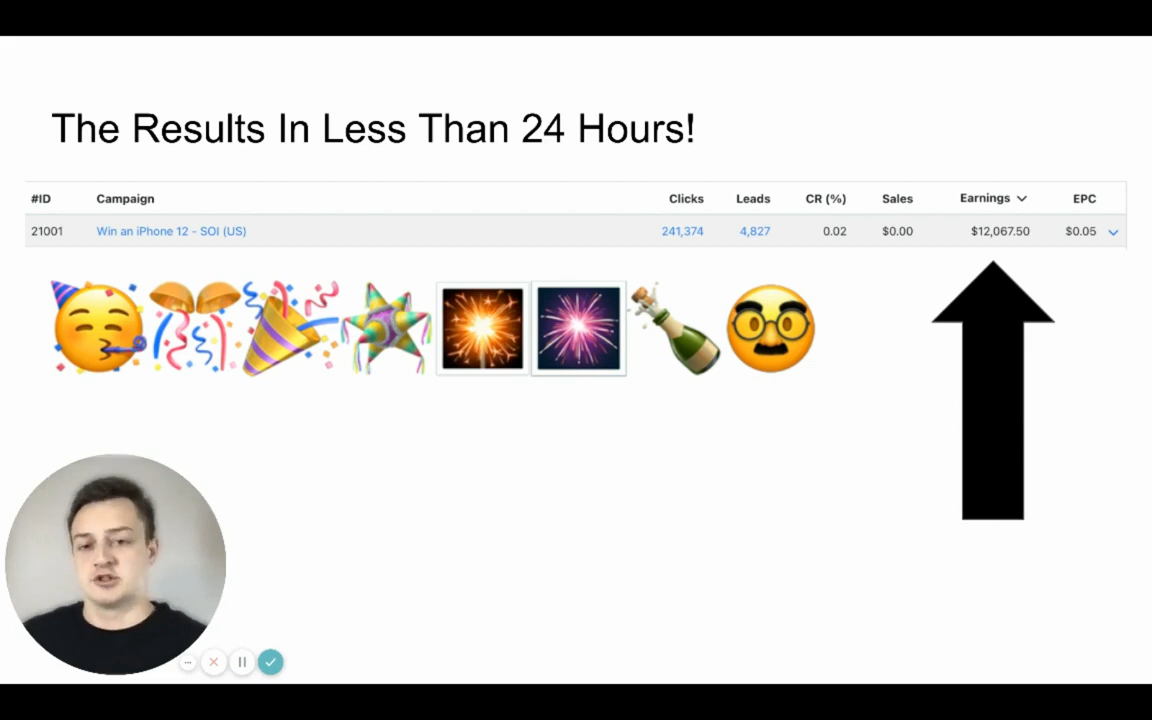 The Results In Less Than 24 Hours!
#ID Campaign Clicks Leads CR (%) Sales Earnings EPC
21001 Win an iPhone 12 - SOI (US) 241,374 4,827 0.02 $0.00 $12,067.50 $0.05